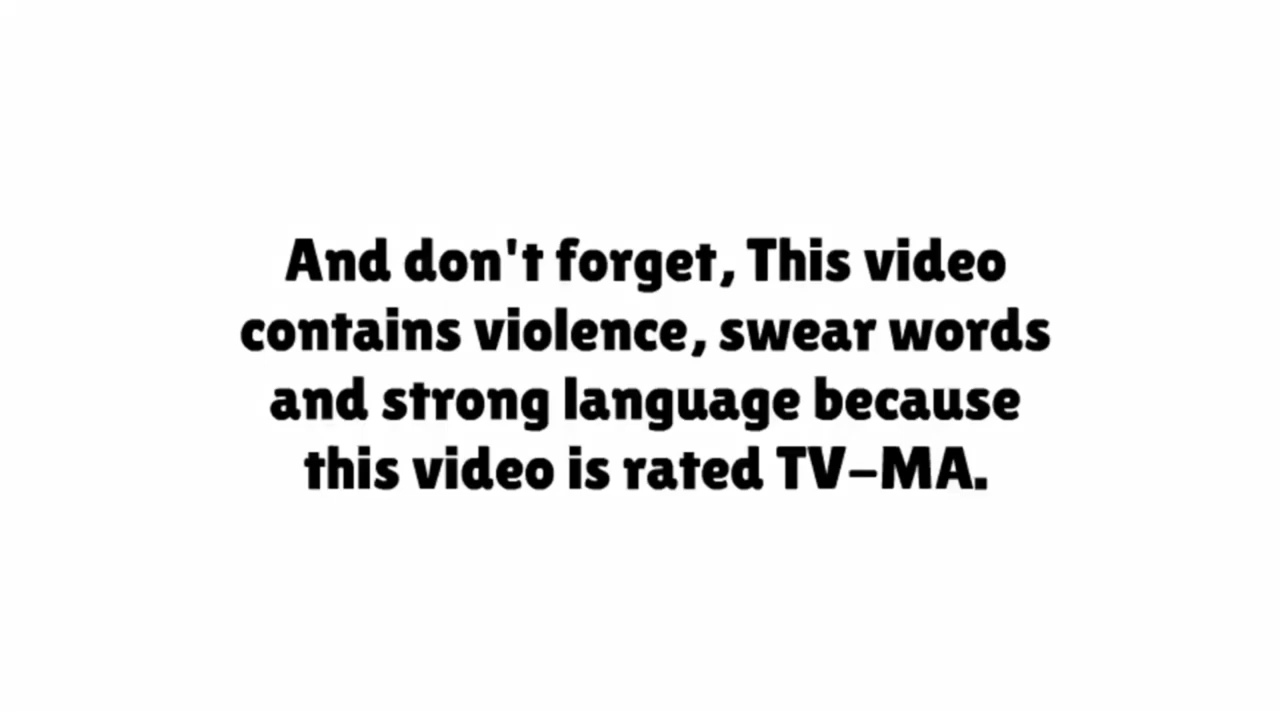 And don't forget, This video
contains violence, swear words
and strong language because
this video is rated TV-MA.